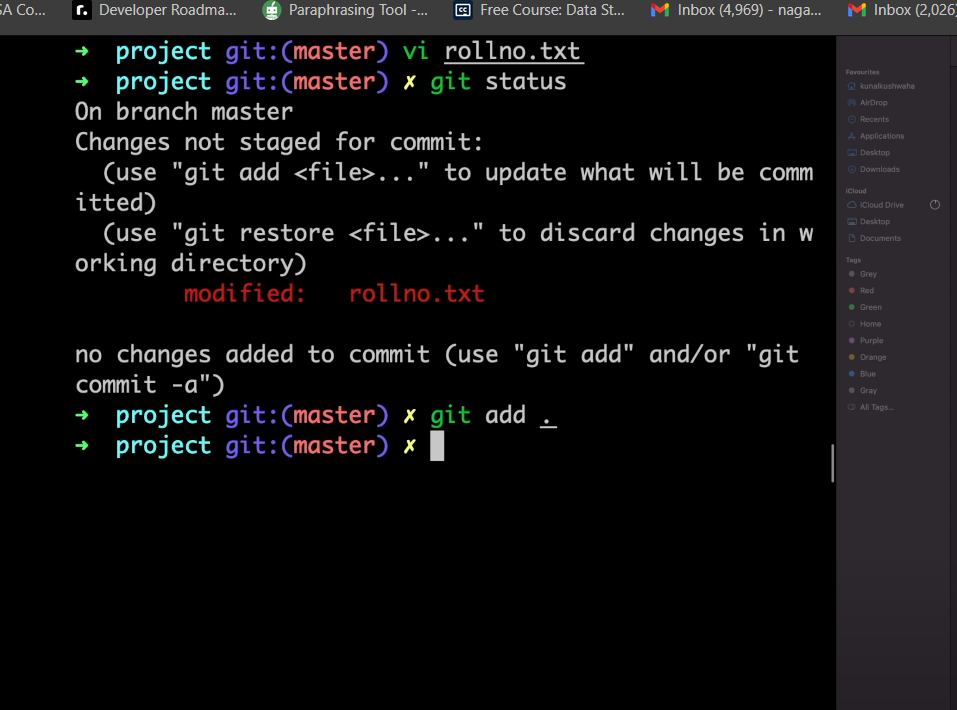 SA Co...
Developer Roadma...
Paraphrasing Tool -...
Free Course: Data St...
Inbox (4,969) - naga...
Inbox (2,026
➜ project git:(master) vi rollno.txt
➜ project git:(master) ✗ git status
On branch master
Changes not staged for commit:
(use "git add <file>..." to update what will be comm
itted)
(use "git restore <file>..." to discard changes in w
orking directory)
modified: rollno.txt
no changes added to commit (use "git add" and/or "git
commit -a")
➜ project git:(master) ✗ git add .
➜ project git:(master) ✗
Favourites
kunalkushwaha
AirDrop
Recents
Applications
Desktop
Downloads
iCloud
iCloud Drive
Desktop
Documents
Tags
Grey
Red
Green
Home
Purple
Orange
Blue
Gray
All Tags...